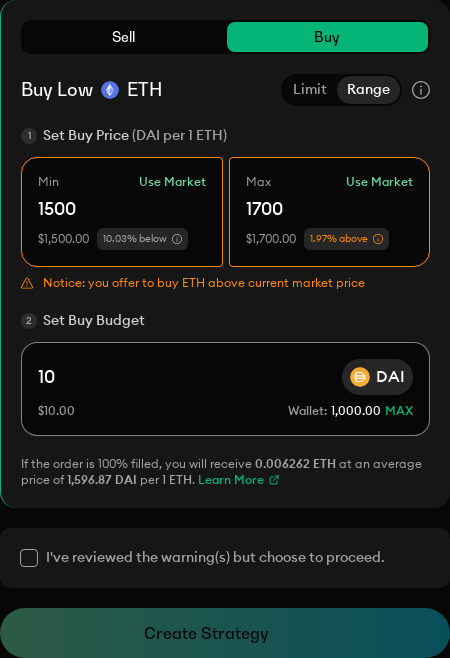 Sell
Buy
Buy Low ETH
Limit
Range
1 Set Buy Price (DAI per 1 ETH)
Min
Use Market
1500
$1,500.00
10.03% below
Max
Use Market
1700
$1,700.00
1.97% above
Notice: you offer to buy ETH above current market price
2 Set Buy Budget
10
DAI
$10.00
Wallet: 1,000.00 MAX
If the order is 100% filled, you will receive 0.006262 ETH at an average
price of 1,596.87 DAI per 1 ETH. Learn More
I've reviewed the warning(s) but choose to proceed.
Create Strategy